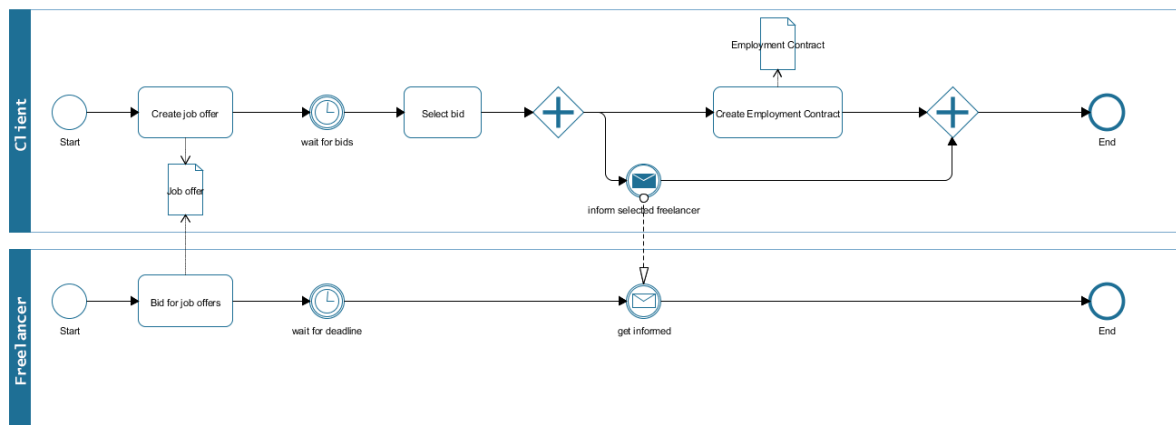 Client
Employment Contract
Create job offer
Select bid
Create Employment Contract
Start
wait for bids
End
Job offer
inform selected freelancer
Freelancer
Bid for job offers
Start
wait for deadline
get informed
End